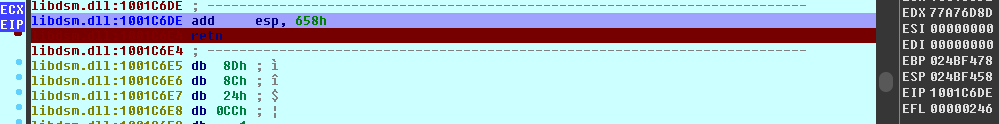 ECX
EIP
libdsm.dll:1001C6DE ; ---------------------------------------------------------------------------
libdsm.dll:1001C6DE add     esp, 658h
retn
libdsm.dll:1001C6E4 ; ---------------------------------------------------------------------------
libdsm.dll:1001C6E5 db  8Dh ; ì
libdsm.dll:1001C6E6 db  8Ch ; î
libdsm.dll:1001C6E7 db  24h ; $
libdsm.dll:1001C6E8 db 0CCh ; ¦
EDX 77A76D8D
ESI 00000000
EDI 00000000
EBP 024BF478
ESP 024BF458
EIP 1001C6DE
EFL 00000246